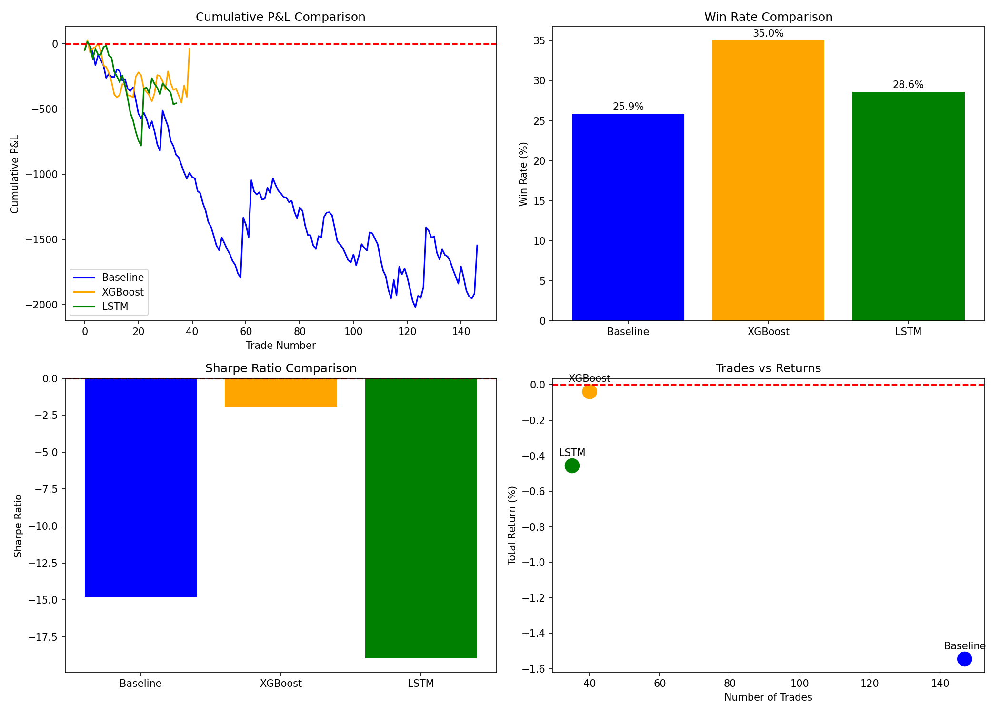 Cumulative P&L Comparison
0
−500
−1000
−1500
−2000
Cumulative P&L
Baseline
XGBoost
LSTM
0 20 40 60 80 100 120 140
Trade Number
Win Rate Comparison
35
30
25
20
15
10
5
0
Win Rate (%)
25.9%
35.0%
28.6%
Baseline XGBoost LSTM
Sharpe Ratio Comparison
0.0
−2.5
−5.0
−7.5
−10.0
−12.5
−15.0
−17.5
Sharpe Ratio
Baseline XGBoost LSTM
Trades vs Returns
0.0
−0.2
−0.4
−0.6
−0.8
−1.0
−1.2
−1.4
−1.6
Total Return (%)
XGBoost
LSTM
Baseline
40 60 80 100 120 140
Number of Trades